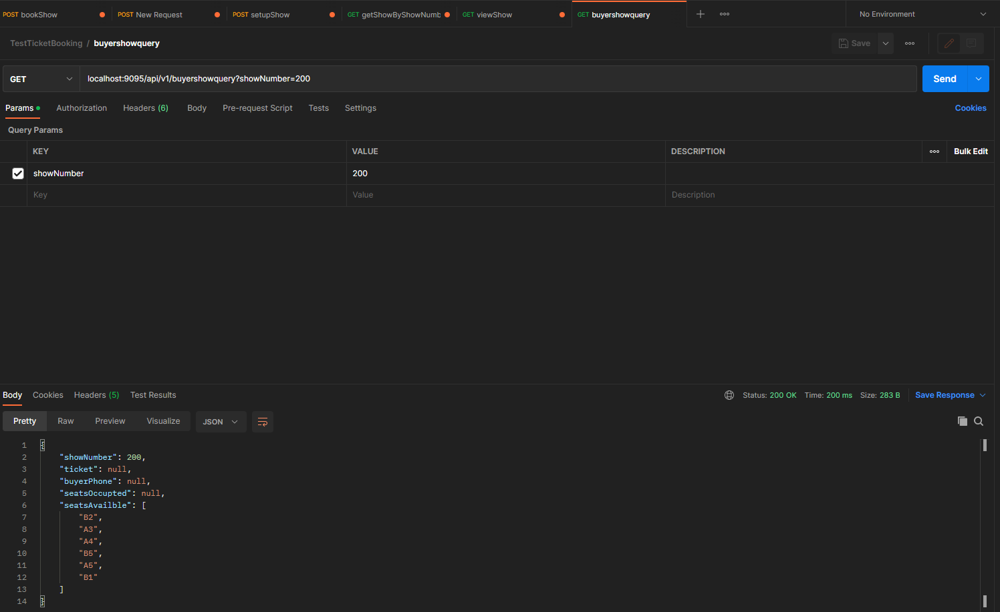 POST bookShow POST New Request POST setupShow GET getShowByShowNumb GET viewShow GET buyershowquery No Environment
TestTicketBooking / buyershowquery Save
GET localhost:9095/api/v1/buyershowquery?showNumber=200 Send
Params Authorization Headers (6) Body Pre-request Script Tests Settings Cookies
Query Params
KEY VALUE DESCRIPTION Bulk Edit
showNumber 200
Key Value Description
Body Cookies Headers (5) Test Results Status: 200 OK Time: 200 ms Size: 283 B Save Response
Pretty Raw Preview Visualize JSON
1 {
2 "showNumber": 200,
3 "ticket": null,
4 "buyerPhone": null,
5 "seatsOccupted": null,
6 "seatsAvailble": [
7 "B2",
8 "A3",
9 "A4",
10 "B5",
11 "A5",
12 "B1"
13 ]
14 }